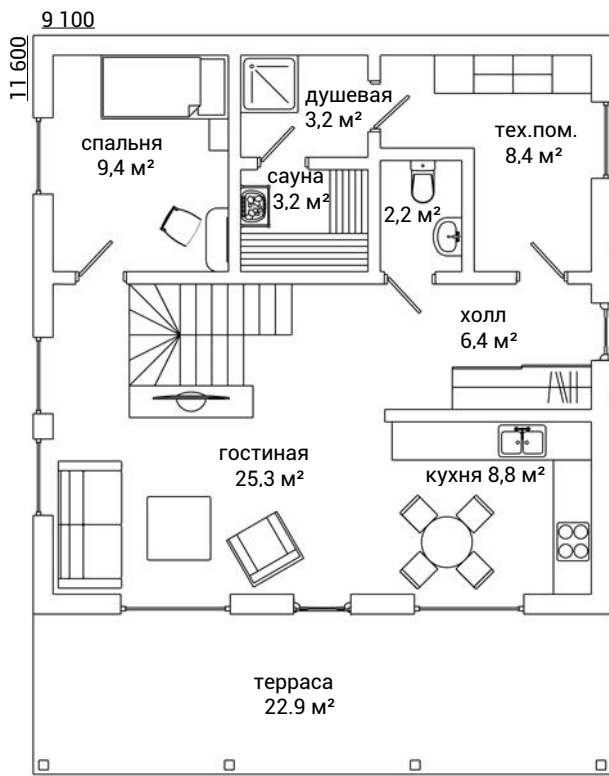 9 100
11 600
душевая
3,2 м²
спальня
9,4 м²
тех.пом.
8,4 м²
сауна
3,2 м²
2,2 м²
холл
6,4 м²
гостиная
25,3 м²
кухня 8,8 м²
терраса
22.9 м²